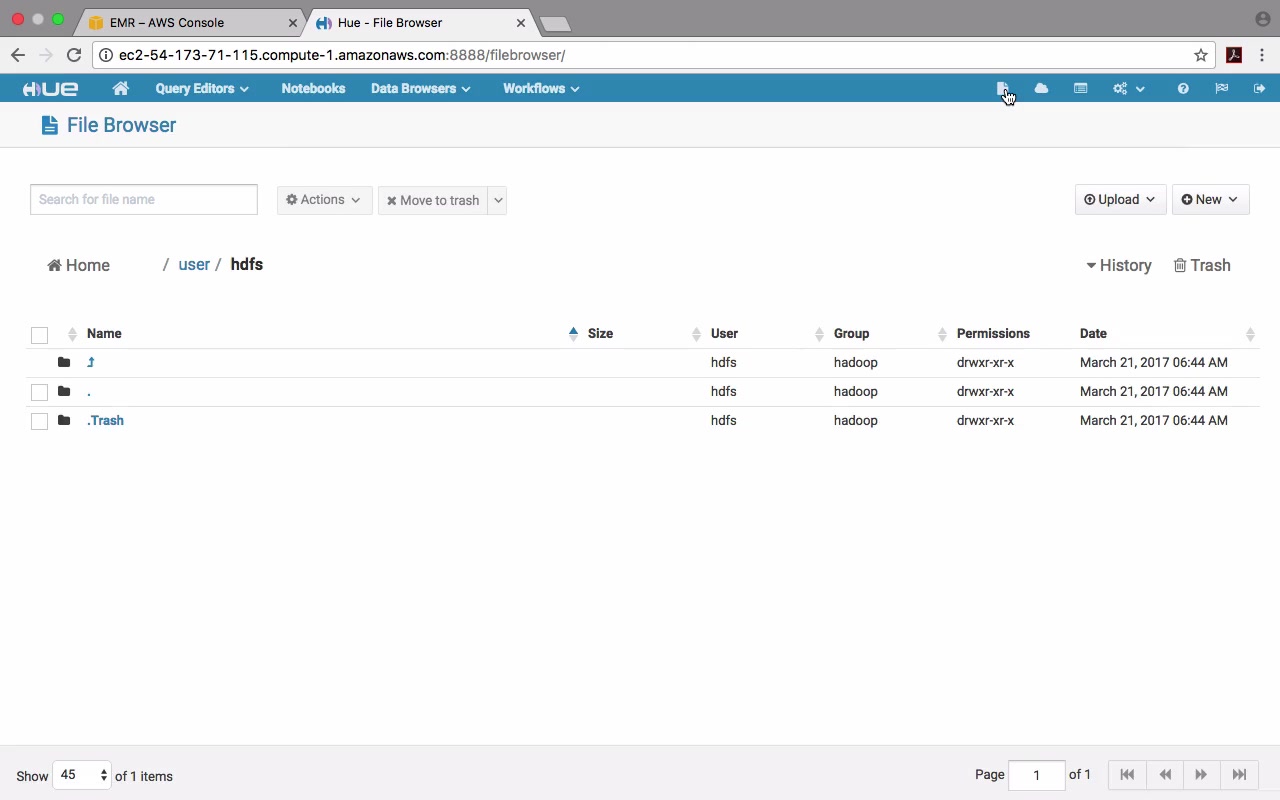 EMR – AWS Console
Hue - File Browser
ec2-54-173-71-115.compute-1.amazonaws.com:8888/filebrowser/
HUE Query Editors Notebooks Data Browsers Workflows
File Browser
Search for file name Actions Move to trash Upload New
Home / user / hdfs History Trash
Name Size User Group Permissions Date
hdfs hadoop drwxr-xr-x March 21, 2017 06:44 AM
. hdfs hadoop drwxr-xr-x March 21, 2017 06:44 AM
.Trash hdfs hadoop drwxr-xr-x March 21, 2017 06:44 AM
Show 45 of 1 items Page 1 of 1